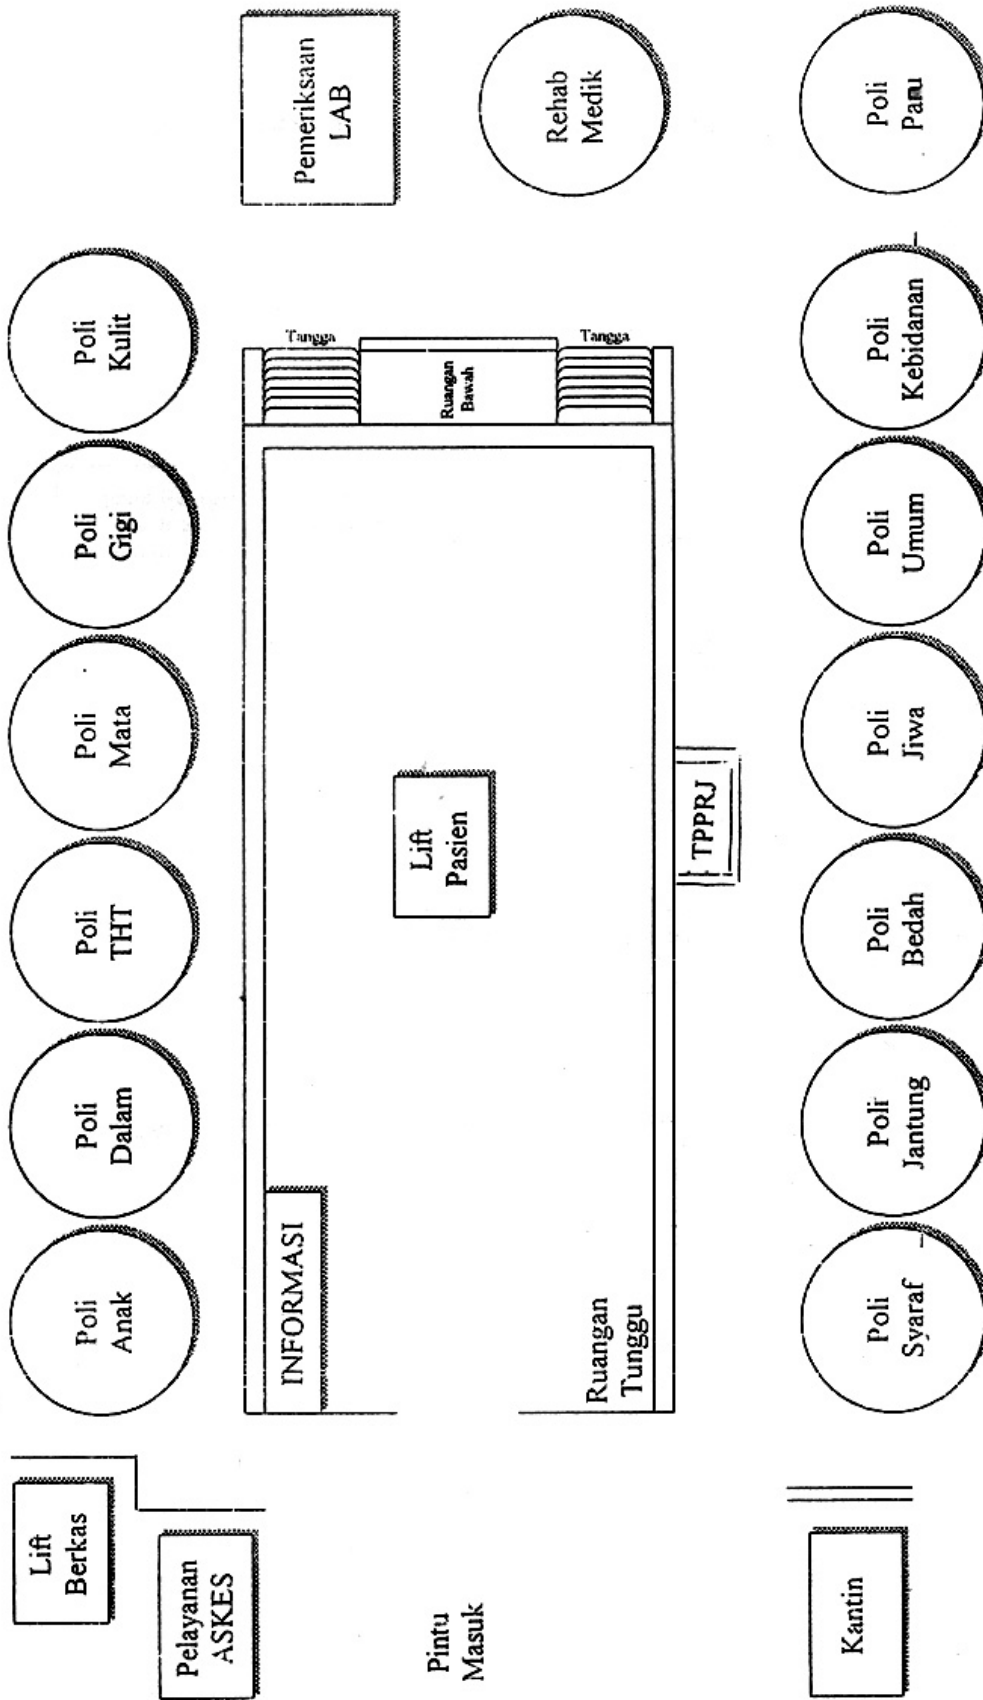 Lift
Berkas
Poli
Anak
Poli
Dalam
Poli
THT
Poli
Mata
Poli
Gigi
Poli
Kulit
Pelayanan
ASKES
INFORMASI
Tangga
Pemeriksaan
LAB
Pintu
Masuk
Lift
Pasien
Ruangan
Bawah
Rehab
Medik
Ruangan
Tunggu
Tangga
TPPRJ
Kantin
Poli
Syaraf
Poli
Jantung
Poli
Bedah
Poli
Jiwa
Poli
Umum
Poli
Kebidanan
Poli
Paru